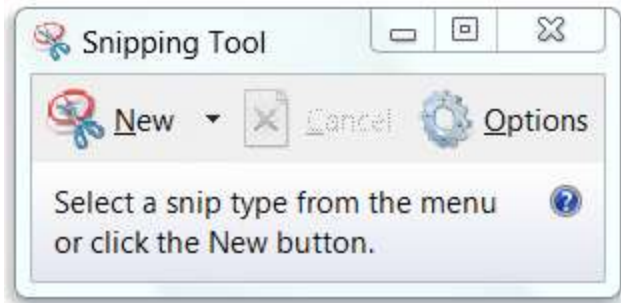 Snipping Tool
New Cancel Options
Select a snip type from the menu
or click the New button.